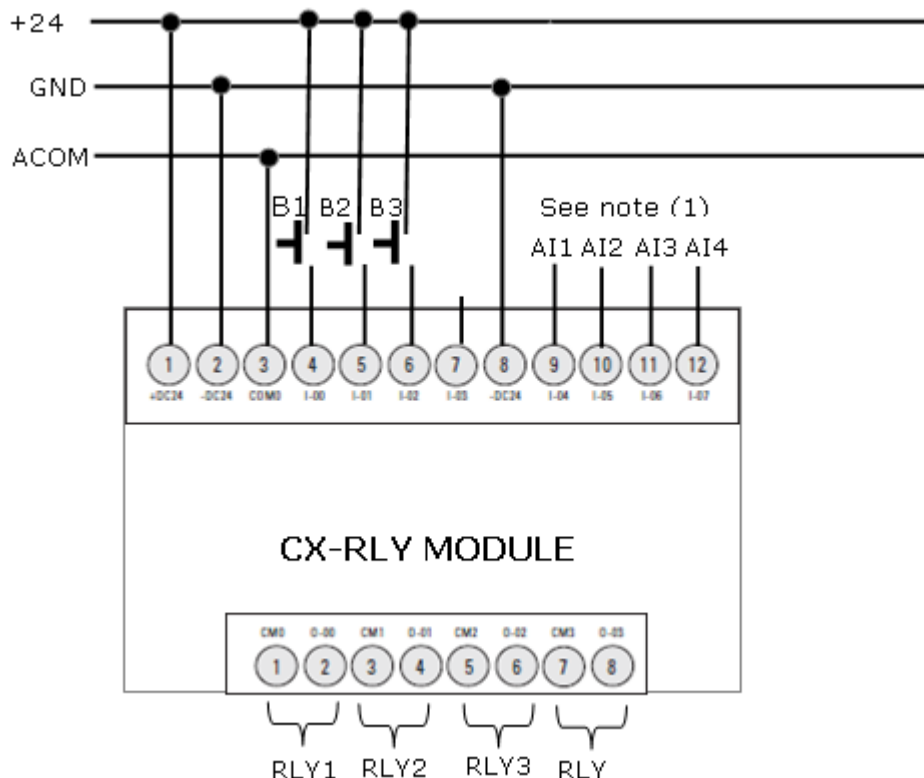 +24
GND
ACOM
B1 B2 B3
See note (1)
AI1 AI2 AI3 AI4
1 2 3 4 5 6 7 8 9 10 11 12
+DC24 -DC24 COM0 I-00 I-01 I-02 I-03 -DC24 I-04 I-05 I-06 I-07
CX-RLY MODULE
CM0 O-00 CM1 O-01 CM2 O-02 CM3 O-03
1 2 3 4 5 6 7 8
RLY1 RLY2 RLY3 RLY